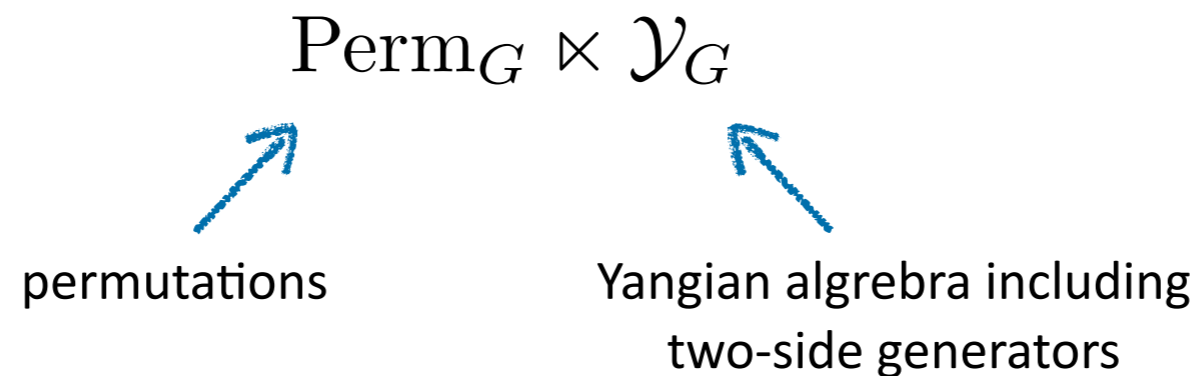 Perm_G ⋉ 𝒴_G
permutations
Yangian algrebra including
two-side generators